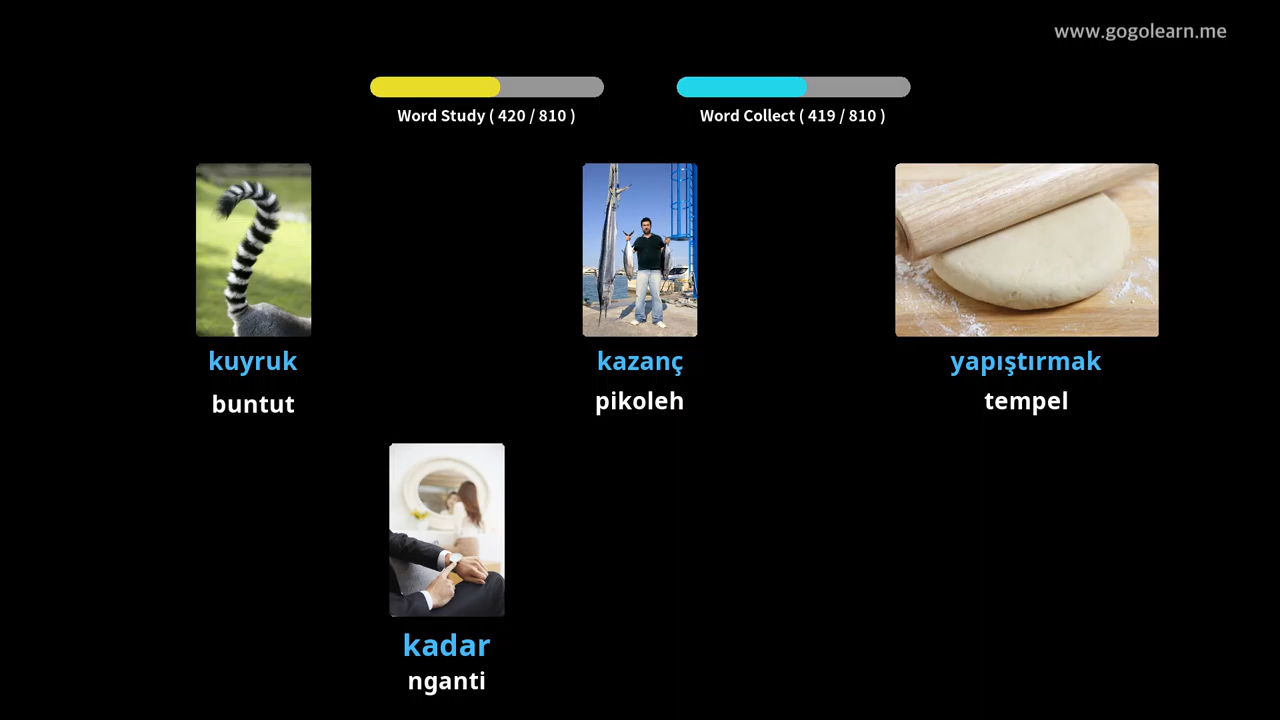 www.gogolearn.me
Word Study ( 420 / 810 )
Word Collect ( 419 / 810 )
kuyruk
buntut
kazanç
pikoleh
yapıştırmak
tempel
kadar
nganti